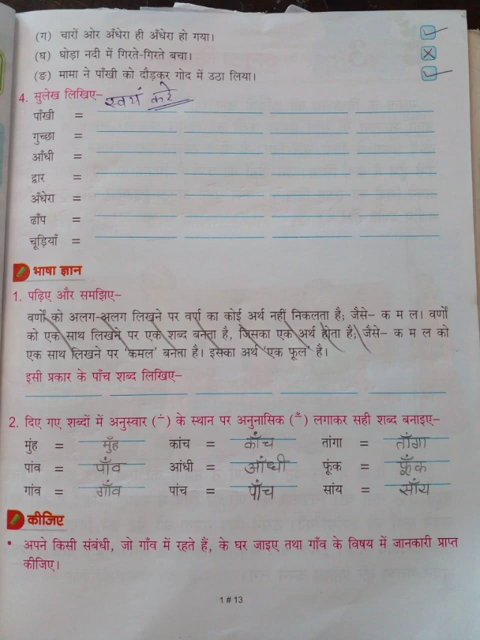 (ग) चारों ओर अँधेरा ही अँधेरा हो गया। ✓
(घ) घोड़ा नदी में गिरते-गिरते बचा। ✗
(ङ) मामा ने पाँखी को दौड़कर गोद में उठा लिया। ✓
4. सुलेख लिखिए– स्वयं करे
पाँखी =
गुच्छा =
आँधी =
द्वार =
अँधेरा =
ढाँप =
चूड़ियाँ =
भाषा ज्ञान
1. पढ़िए और समझिए–
वर्णों को अलग-अलग लिखने पर वर्ण का कोई अर्थ नहीं निकलता है; जैसे– क म ल। वर्णों
को एक साथ लिखने पर एक शब्द बनता है, जिसका एक अर्थ होता है; जैसे– क म ल को
एक साथ लिखने पर 'कमल' बनता है। इसका अर्थ 'एक फूल' है।
इसी प्रकार के पाँच शब्द लिखिए–
2. दिए गए शब्दों में अनुस्वार (ं) के स्थान पर अनुनासिक (ँ) लगाकर सही शब्द बनाइए–
मुंह = मुँह कांच = काँच तांगा = ताँगा
पांव = पाँव आंधी = आँधी फूंक = फूँक
गांव = गाँव पांच = पाँच सांय = साँय
कीजिए
• अपने किसी संबंधी, जो गाँव में रहते हैं, के घर जाइए तथा गाँव के विषय में जानकारी प्राप्त
कीजिए।
1 # 13